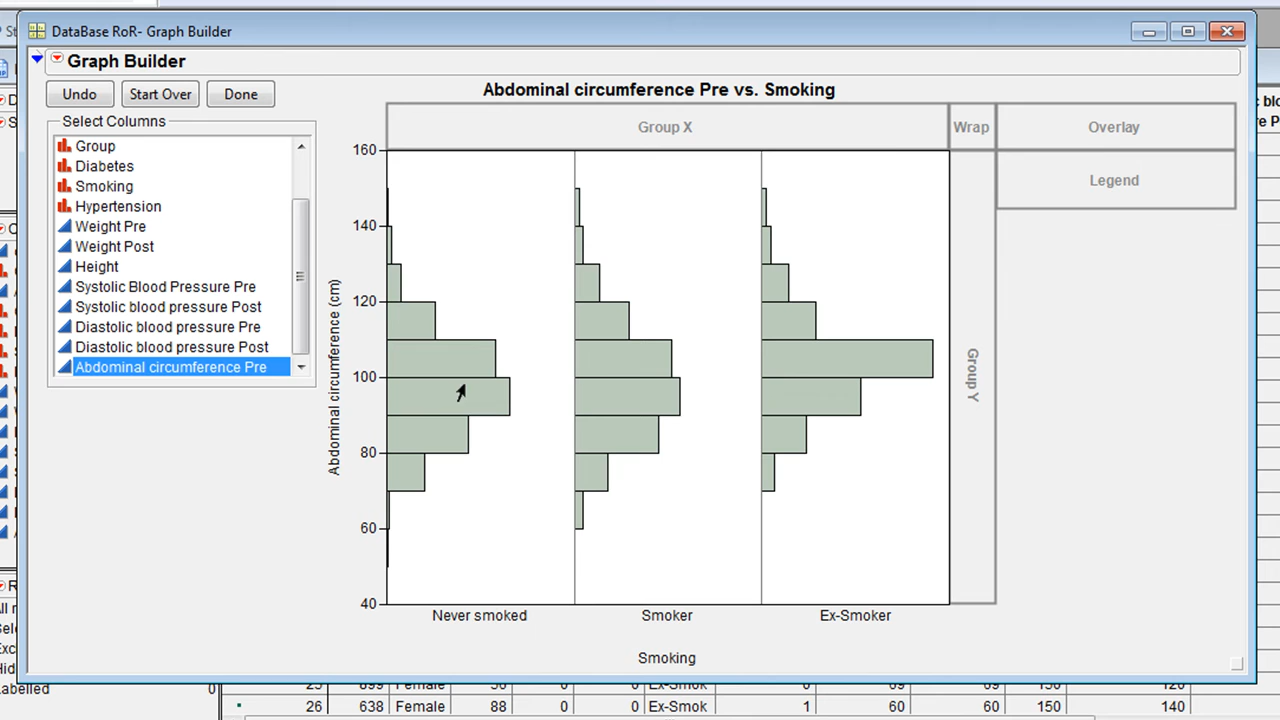 DataBase RoR- Graph Builder
Graph Builder
Undo Start Over Done
Select Columns
Group
Diabetes
Smoking
Hypertension
Weight Pre
Weight Post
Height
Systolic Blood Pressure Pre
Systolic blood pressure Post
Diastolic blood pressure Pre
Diastolic blood pressure Post
Abdominal circumference Pre
Abdominal circumference Pre vs. Smoking
Group X Wrap Overlay
Legend
Group Y
Abdominal circumference (cm)
160
140
120
100
80
60
40
Never smoked Smoker Ex-Smoker
Smoking
Labelled 0
26 638 Female 88 0 0 Ex-Smok 1 60 60 150 140